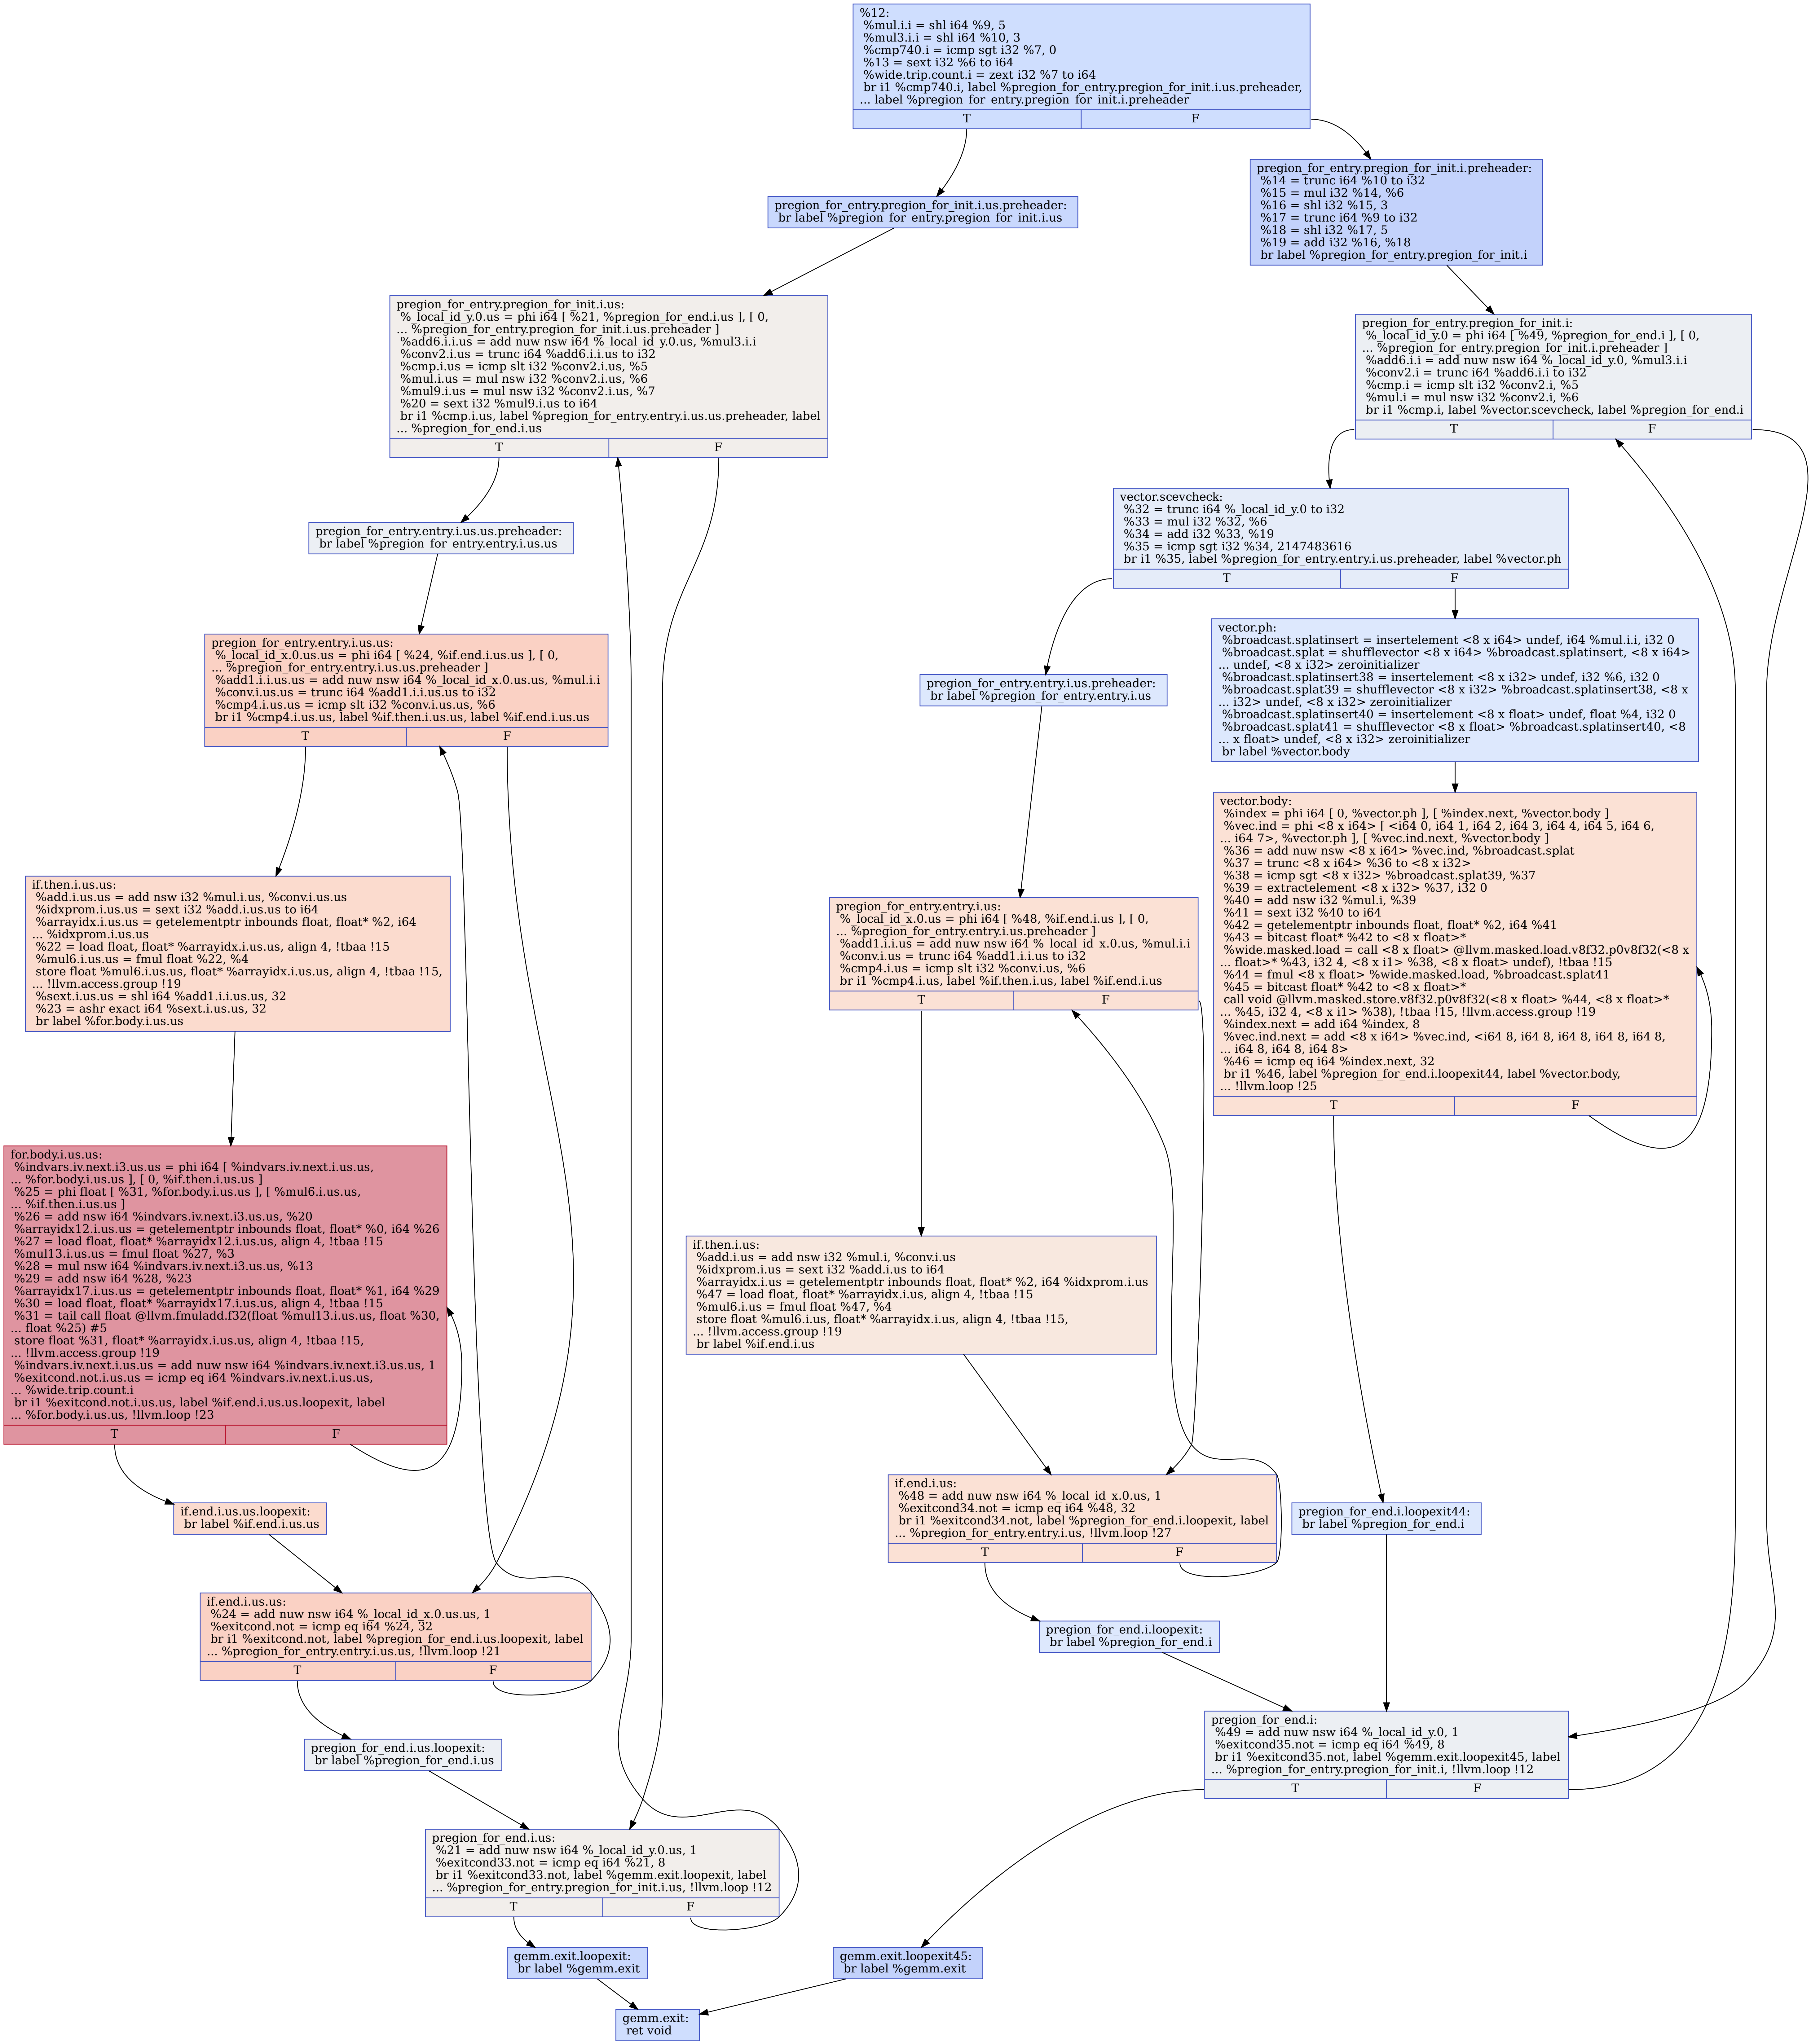 %12:
%mul.i.i = shl i64 %9, 5
%mul3.i.i = shl i64 %10, 3
%cmp740.i = icmp sgt i32 %7, 0
%13 = sext i32 %6 to i64
%wide.trip.count.i = zext i32 %7 to i64
br i1 %cmp740.i, label %pregion_for_entry.pregion_for_init.i.us.preheader,
... label %pregion_for_entry.pregion_for_init.i.preheader
T
F
pregion_for_entry.pregion_for_init.i.us.preheader:
br label %pregion_for_entry.pregion_for_init.i.us
pregion_for_entry.pregion_for_init.i.preheader:
%14 = trunc i64 %10 to i32
%15 = mul i32 %14, %6
%16 = shl i32 %15, 3
%17 = trunc i64 %9 to i32
%18 = shl i32 %17, 5
%19 = add i32 %16, %18
br label %pregion_for_entry.pregion_for_init.i
pregion_for_entry.pregion_for_init.i.us:
%_local_id_y.0.us = phi i64 [ %21, %pregion_for_end.i.us ], [ 0,
... %pregion_for_entry.pregion_for_init.i.us.preheader ]
%add6.i.i.us = add nuw nsw i64 %_local_id_y.0.us, %mul3.i.i
%conv2.i.us = trunc i64 %add6.i.i.us to i32
%cmp.i.us = icmp slt i32 %conv2.i.us, %5
%mul.i.us = mul nsw i32 %conv2.i.us, %6
%mul9.i.us = mul nsw i32 %conv2.i.us, %7
%20 = sext i32 %mul9.i.us to i64
br i1 %cmp.i.us, label %pregion_for_entry.entry.i.us.us.preheader, label
... %pregion_for_end.i.us
T
F
pregion_for_entry.pregion_for_init.i:
%_local_id_y.0 = phi i64 [ %49, %pregion_for_end.i ], [ 0,
... %pregion_for_entry.pregion_for_init.i.preheader ]
%add6.i.i = add nuw nsw i64 %_local_id_y.0, %mul3.i.i
%conv2.i = trunc i64 %add6.i.i to i32
%cmp.i = icmp slt i32 %conv2.i, %5
%mul.i = mul nsw i32 %conv2.i, %6
br i1 %cmp.i, label %vector.scevcheck, label %pregion_for_end.i
T
F
pregion_for_entry.entry.i.us.us.preheader:
br label %pregion_for_entry.entry.i.us.us
vector.scevcheck:
%32 = trunc i64 %_local_id_y.0 to i32
%33 = mul i32 %32, %6
%34 = add i32 %33, %19
%35 = icmp sgt i32 %34, 2147483616
br i1 %35, label %pregion_for_entry.entry.i.us.preheader, label %vector.ph
T
F
pregion_for_entry.entry.i.us.us:
%_local_id_x.0.us.us = phi i64 [ %24, %if.end.i.us.us ], [ 0,
... %pregion_for_entry.entry.i.us.us.preheader ]
%add1.i.i.us.us = add nuw nsw i64 %_local_id_x.0.us.us, %mul.i.i
%conv.i.us.us = trunc i64 %add1.i.i.us.us to i32
%cmp4.i.us.us = icmp slt i32 %conv.i.us.us, %6
br i1 %cmp4.i.us.us, label %if.then.i.us.us, label %if.end.i.us.us
T
F
pregion_for_entry.entry.i.us.preheader:
br label %pregion_for_entry.entry.i.us
vector.ph:
%broadcast.splatinsert = insertelement <8 x i64> undef, i64 %mul.i.i, i32 0
%broadcast.splat = shufflevector <8 x i64> %broadcast.splatinsert, <8 x i64>
... undef, <8 x i32> zeroinitializer
%broadcast.splatinsert38 = insertelement <8 x i32> undef, i32 %6, i32 0
%broadcast.splat39 = shufflevector <8 x i32> %broadcast.splatinsert38, <8 x
... i32> undef, <8 x i32> zeroinitializer
%broadcast.splatinsert40 = insertelement <8 x float> undef, float %4, i32 0
%broadcast.splat41 = shufflevector <8 x float> %broadcast.splatinsert40, <8
... x float> undef, <8 x i32> zeroinitializer
br label %vector.body
vector.body:
%index = phi i64 [ 0, %vector.ph ], [ %index.next, %vector.body ]
%vec.ind = phi <8 x i64> [ <i64 0, i64 1, i64 2, i64 3, i64 4, i64 5, i64 6,
... i64 7>, %vector.ph ], [ %vec.ind.next, %vector.body ]
%36 = add nuw nsw <8 x i64> %vec.ind, %broadcast.splat
%37 = trunc <8 x i64> %36 to <8 x i32>
%38 = icmp sgt <8 x i32> %broadcast.splat39, %37
%39 = extractelement <8 x i32> %37, i32 0
%40 = add nsw i32 %mul.i, %39
%41 = sext i32 %40 to i64
%42 = getelementptr inbounds float, float* %2, i64 %41
%43 = bitcast float* %42 to <8 x float>*
%wide.masked.load = call <8 x float> @llvm.masked.load.v8f32.p0v8f32(<8 x
... float>* %43, i32 4, <8 x i1> %38, <8 x float> undef), !tbaa !15
%44 = fmul <8 x float> %wide.masked.load, %broadcast.splat41
%45 = bitcast float* %42 to <8 x float>*
call void @llvm.masked.store.v8f32.p0v8f32(<8 x float> %44, <8 x float>*
... %45, i32 4, <8 x i1> %38), !tbaa !15, !llvm.access.group !19
%index.next = add i64 %index, 8
%vec.ind.next = add <8 x i64> %vec.ind, <i64 8, i64 8, i64 8, i64 8, i64 8,
... i64 8, i64 8, i64 8>
%46 = icmp eq i64 %index.next, 32
br i1 %46, label %pregion_for_end.i.loopexit44, label %vector.body,
... !llvm.loop !25
T
F
if.then.i.us.us:
%add.i.us.us = add nsw i32 %mul.i.us, %conv.i.us.us
%idxprom.i.us.us = sext i32 %add.i.us.us to i64
%arrayidx.i.us.us = getelementptr inbounds float, float* %2, i64
... %idxprom.i.us.us
%22 = load float, float* %arrayidx.i.us.us, align 4, !tbaa !15
%mul6.i.us.us = fmul float %22, %4
store float %mul6.i.us.us, float* %arrayidx.i.us.us, align 4, !tbaa !15,
... !llvm.access.group !19
%sext.i.us.us = shl i64 %add1.i.i.us.us, 32
%23 = ashr exact i64 %sext.i.us.us, 32
br label %for.body.i.us.us
pregion_for_entry.entry.i.us:
%_local_id_x.0.us = phi i64 [ %48, %if.end.i.us ], [ 0,
... %pregion_for_entry.entry.i.us.preheader ]
%add1.i.i.us = add nuw nsw i64 %_local_id_x.0.us, %mul.i.i
%conv.i.us = trunc i64 %add1.i.i.us to i32
%cmp4.i.us = icmp slt i32 %conv.i.us, %6
br i1 %cmp4.i.us, label %if.then.i.us, label %if.end.i.us
T
F
for.body.i.us.us:
%indvars.iv.next.i3.us.us = phi i64 [ %indvars.iv.next.i.us.us,
... %for.body.i.us.us ], [ 0, %if.then.i.us.us ]
%25 = phi float [ %31, %for.body.i.us.us ], [ %mul6.i.us.us,
... %if.then.i.us.us ]
%26 = add nsw i64 %indvars.iv.next.i3.us.us, %20
%arrayidx12.i.us.us = getelementptr inbounds float, float* %0, i64 %26
%27 = load float, float* %arrayidx12.i.us.us, align 4, !tbaa !15
%mul13.i.us.us = fmul float %27, %3
%28 = mul nsw i64 %indvars.iv.next.i3.us.us, %13
%29 = add nsw i64 %28, %23
%arrayidx17.i.us.us = getelementptr inbounds float, float* %1, i64 %29
%30 = load float, float* %arrayidx17.i.us.us, align 4, !tbaa !15
%31 = tail call float @llvm.fmuladd.f32(float %mul13.i.us.us, float %30,
... float %25) #5
store float %31, float* %arrayidx.i.us.us, align 4, !tbaa !15,
... !llvm.access.group !19
%indvars.iv.next.i.us.us = add nuw nsw i64 %indvars.iv.next.i3.us.us, 1
%exitcond.not.i.us.us = icmp eq i64 %indvars.iv.next.i.us.us,
... %wide.trip.count.i
br i1 %exitcond.not.i.us.us, label %if.end.i.us.us.loopexit, label
... %for.body.i.us.us, !llvm.loop !23
T
F
if.then.i.us:
%add.i.us = add nsw i32 %mul.i, %conv.i.us
%idxprom.i.us = sext i32 %add.i.us to i64
%arrayidx.i.us = getelementptr inbounds float, float* %2, i64 %idxprom.i.us
%47 = load float, float* %arrayidx.i.us, align 4, !tbaa !15
%mul6.i.us = fmul float %47, %4
store float %mul6.i.us, float* %arrayidx.i.us, align 4, !tbaa !15,
... !llvm.access.group !19
br label %if.end.i.us
if.end.i.us:
%48 = add nuw nsw i64 %_local_id_x.0.us, 1
%exitcond34.not = icmp eq i64 %48, 32
br i1 %exitcond34.not, label %pregion_for_end.i.loopexit, label
... %pregion_for_entry.entry.i.us, !llvm.loop !27
T
F
if.end.i.us.us.loopexit:
br label %if.end.i.us.us
pregion_for_end.i.loopexit44:
br label %pregion_for_end.i
if.end.i.us.us:
%24 = add nuw nsw i64 %_local_id_x.0.us.us, 1
%exitcond.not = icmp eq i64 %24, 32
br i1 %exitcond.not, label %pregion_for_end.i.us.loopexit, label
... %pregion_for_entry.entry.i.us.us, !llvm.loop !21
T
F
pregion_for_end.i.loopexit:
br label %pregion_for_end.i
pregion_for_end.i.us.loopexit:
br label %pregion_for_end.i.us
pregion_for_end.i:
%49 = add nuw nsw i64 %_local_id_y.0, 1
%exitcond35.not = icmp eq i64 %49, 8
br i1 %exitcond35.not, label %gemm.exit.loopexit45, label
... %pregion_for_entry.pregion_for_init.i, !llvm.loop !12
T
F
pregion_for_end.i.us:
%21 = add nuw nsw i64 %_local_id_y.0.us, 1
%exitcond33.not = icmp eq i64 %21, 8
br i1 %exitcond33.not, label %gemm.exit.loopexit, label
... %pregion_for_entry.pregion_for_init.i.us, !llvm.loop !12
T
F
gemm.exit.loopexit:
br label %gemm.exit
gemm.exit.loopexit45:
br label %gemm.exit
gemm.exit:
ret void